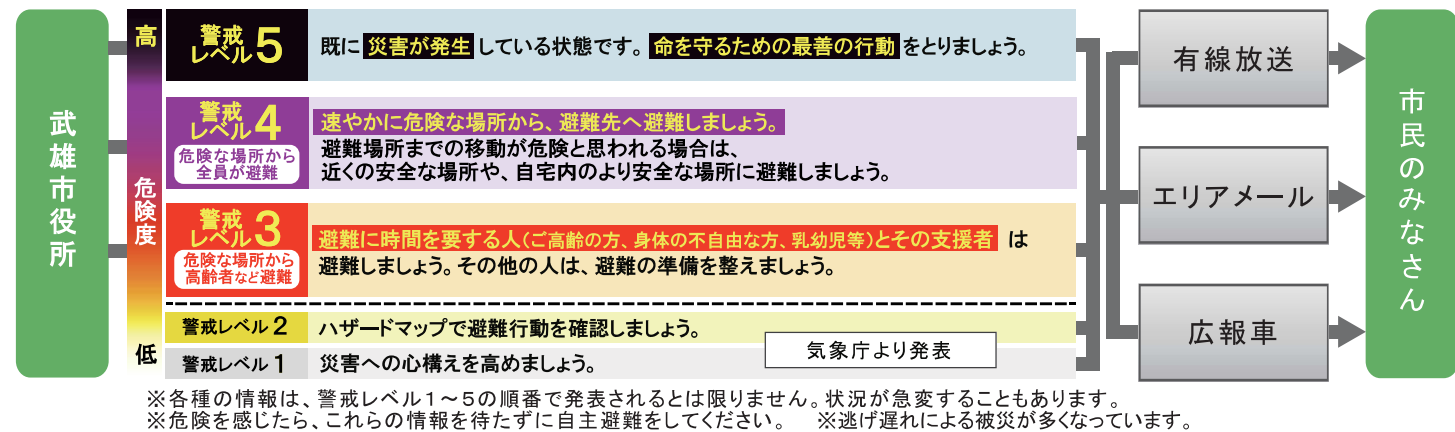 武雄市役所
高
危険度
低
警戒
レベル5
既に災害が発生している状態です。命を守るための最善の行動をとりましょう。
警戒
レベル4
危険な場所から
全員が避難
速やかに危険な場所から、避難先へ避難しましょう。
避難場所までの移動が危険と思われる場合は、
近くの安全な場所や、自宅内のより安全な場所に避難しましょう。
警戒
レベル3
危険な場所から
高齢者など避難
避難に時間を要する人(ご高齢の方、身体の不自由な方、乳幼児等)とその支援者 は
避難しましょう。その他の人は、避難の準備を整えましょう。
警戒レベル2
ハザードマップで避難行動を確認しましょう。
警戒レベル1
災害への心構えを高めましょう。
気象庁より発表
有線放送
エリアメール
広報車
市民のみなさん
※各種の情報は、警戒レベル1~5の順番で発表されるとは限りません。状況が急変することもあります。
※危険を感じたら、これらの情報を待たずに自主避難をしてください。 ※逃げ遅れによる被災が多くなっています。